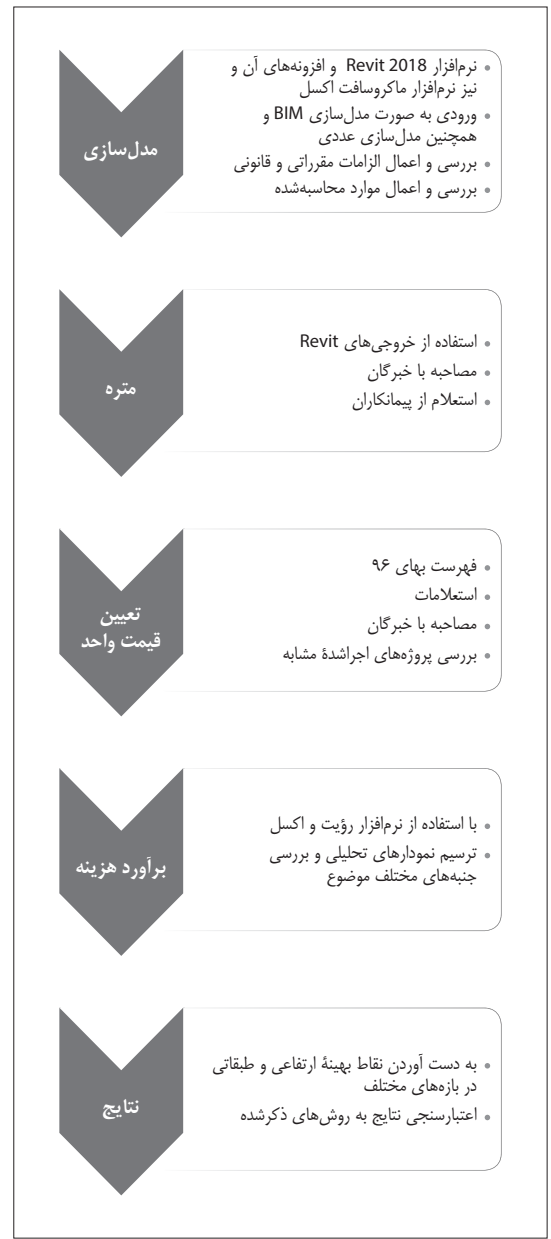 مدل‌سازی
نرم‌افزار Revit 2018 و افزونه‌های آن و
نیز نرم‌افزار ماکروسافت اکسل
ورودی به صورت مدل‌سازی BIM و
همچنین مدل‌سازی عددی
بررسی و اعمال الزامات مقرراتی و قانونی
بررسی و اعمال موارد محاسبه‌شده
متره
استفاده از خروجی‌های Revit
مصاحبه با خبرگان
استعلام از پیمانکاران
تعیین
قیمت واحد
فهرست بهای ۹۶
استعلامات
مصاحبه با خبرگان
بررسی پروژه‌های اجراشدۀ مشابه
برآورد هزینه
با استفاده از نرم‌افزار رؤیت و اکسل
ترسیم نمودارهای تحلیلی و بررسی
جنبه‌های مختلف موضوع
نتایج
به دست آوردن نقاط بهینۀ ارتفاعی و طبقاتی
در بازه‌های مختلف
اعتبارسنجی نتایج به روش‌های ذکرشده